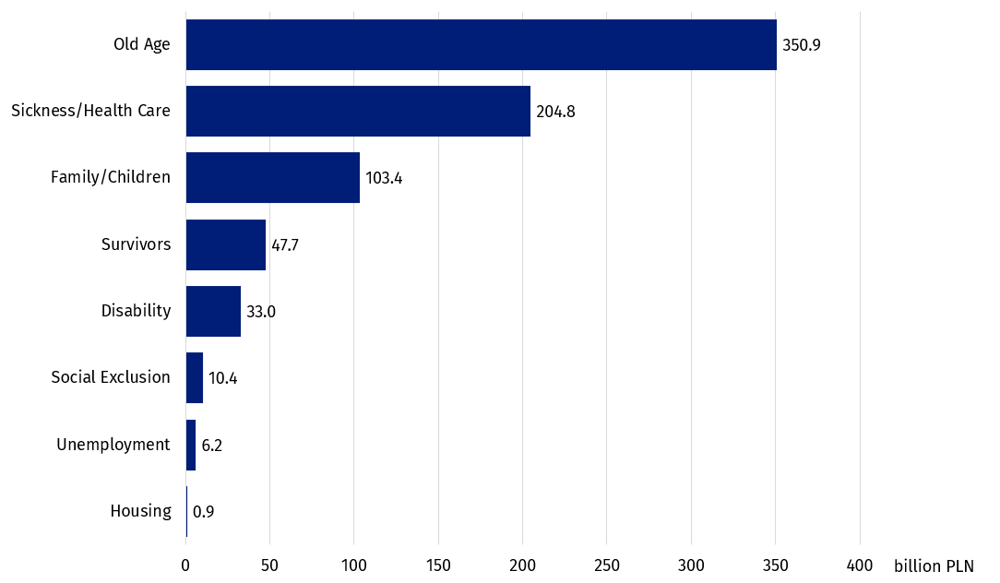 Old Age 350.9
Sickness/Health Care 204.8
Family/Children 103.4
Survivors 47.7
Disability 33.0
Social Exclusion 10.4
Unemployment 6.2
Housing 0.9
0 50 100 150 200 250 300 350 400 billion PLN